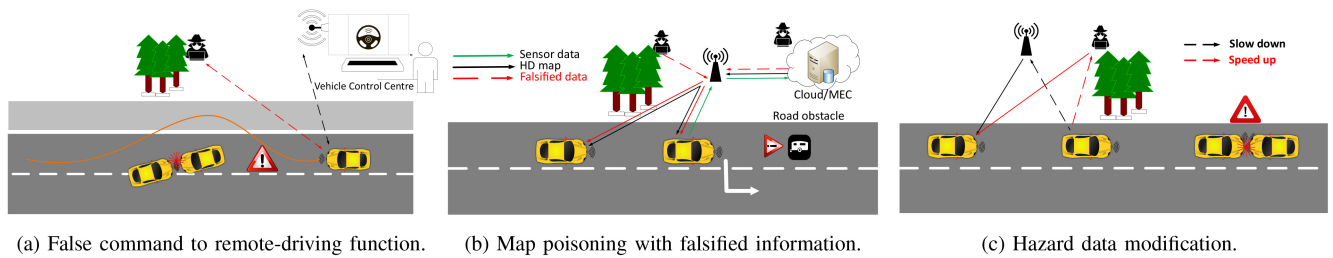 Vehicle Control Centre
(a) False command to remote-driving function.
Sensor data
HD map
Falsified data
Cloud/MEC
Road obstacle
(b) Map poisoning with falsified information.
Slow down
Speed up
(c) Hazard data modification.